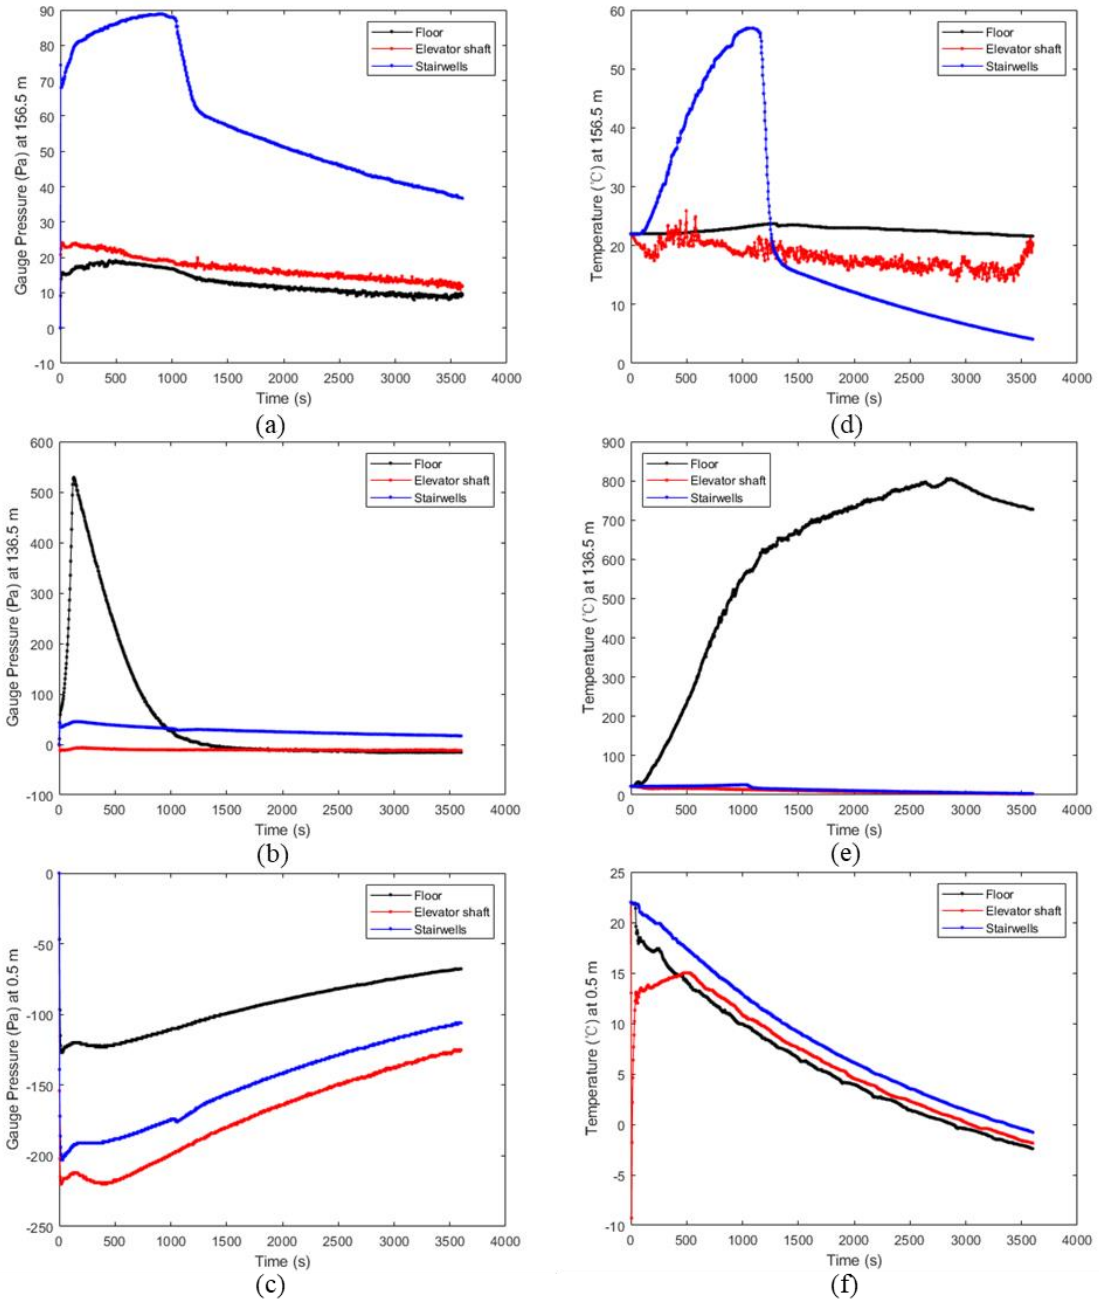 90
80
70
60
50
40
30
20
10
0
-10
Gauge Pressure (Pa) at 156.5 m
Floor
Elevator shaft
Stairwells
0 500 1000 1500 2000 2500 3000 3500 4000
Time (s)
(a)
60
50
40
30
20
10
0
Temperature (℃) at 156.5 m
Floor
Elevator shaft
Stairwells
0 500 1000 1500 2000 2500 3000 3500 4000
Time (s)
(d)
600
500
400
300
200
100
0
-100
Gauge Pressure (Pa) at 136.5 m
Floor
Elevator shaft
Stairwells
0 500 1000 1500 2000 2500 3000 3500 4000
Time (s)
(b)
900
800
700
600
500
400
300
200
100
0
Temperature (℃) at 136.5 m
Floor
Elevator shaft
Stairwells
0 500 1000 1500 2000 2500 3000 3500 4000
Time (s)
(e)
0
-50
-100
-150
-200
-250
Gauge Pressure (Pa) at 0.5 m
Floor
Elevator shaft
Stairwells
0 500 1000 1500 2000 2500 3000 3500 4000
Time (s)
(c)
25
20
15
10
5
0
-5
-10
Temperature (℃) at 0.5 m
Floor
Elevator shaft
Stairwells
0 500 1000 1500 2000 2500 3000 3500 4000
Time (s)
(f)